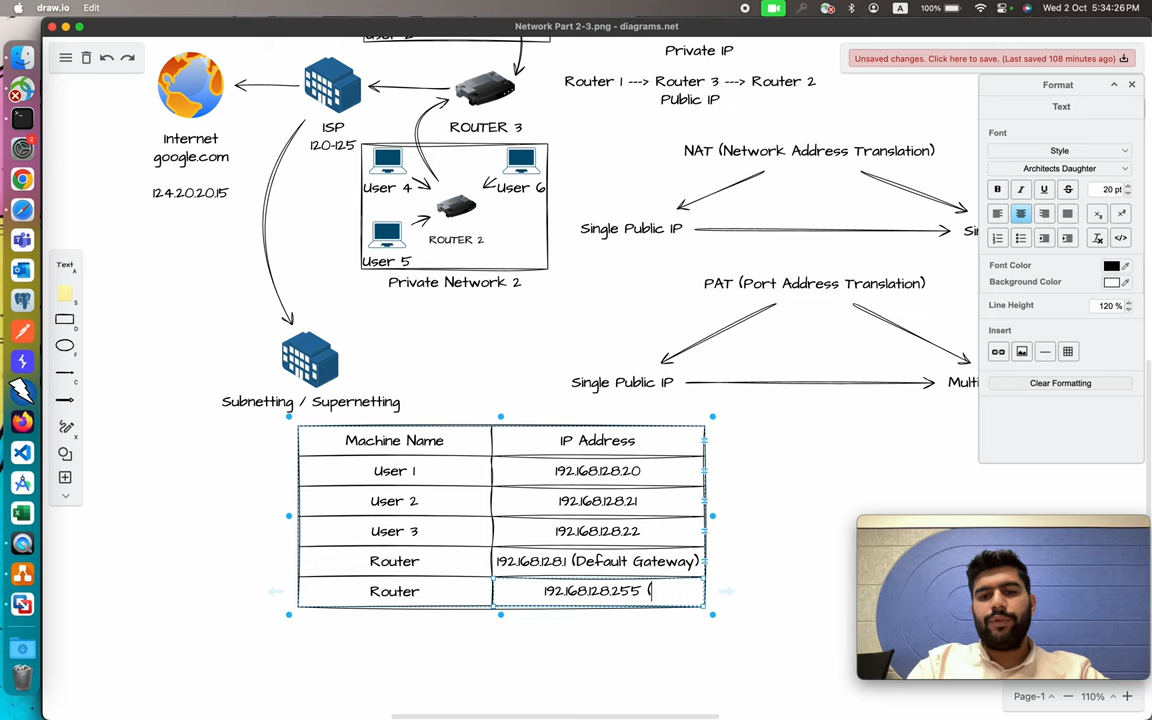 draw.io Edit
100% A Wed 2 Oct 5:34:26 PM
Network Part 2-3.png - diagrams.net
Unsaved changes. Click here to save. (Last saved 108 minutes ago)
Format
Text
Font
Style
Architects Daughter
B I U S 20 pt
Font Color
Background Color
Line Height 120 %
Insert
Clear Formatting
Text
Private IP
Router 1 ---> Router 3 ---> Router 2
Public IP
Internet
google.com
124.20.20.15
ISP
120-125
ROUTER 3
User 4
User 6
ROUTER 2
User 5
Private Network 2
NAT (Network Address Translation)
Single Public IP
PAT (Port Address Translation)
Single Public IP
Subnetting / Supernetting
Machine Name IP Address
User 1 192.168.128.20
User 2 192.168.128.21
User 3 192.168.128.22
Router 192.168.128.1 (Default Gateway)
Router 192.168.128.255 (
Page-1 110%